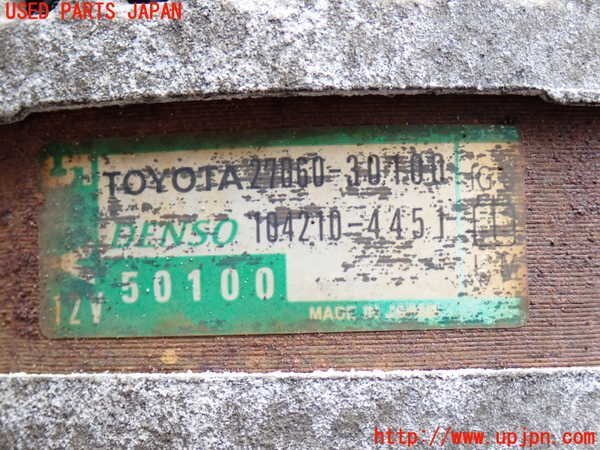 USED PARTS JAPAN
TOYOTA 27060-30100
DENSO 104210-4451
50100
12V
MADE IN JAPAN
http://www.upjpn.com/